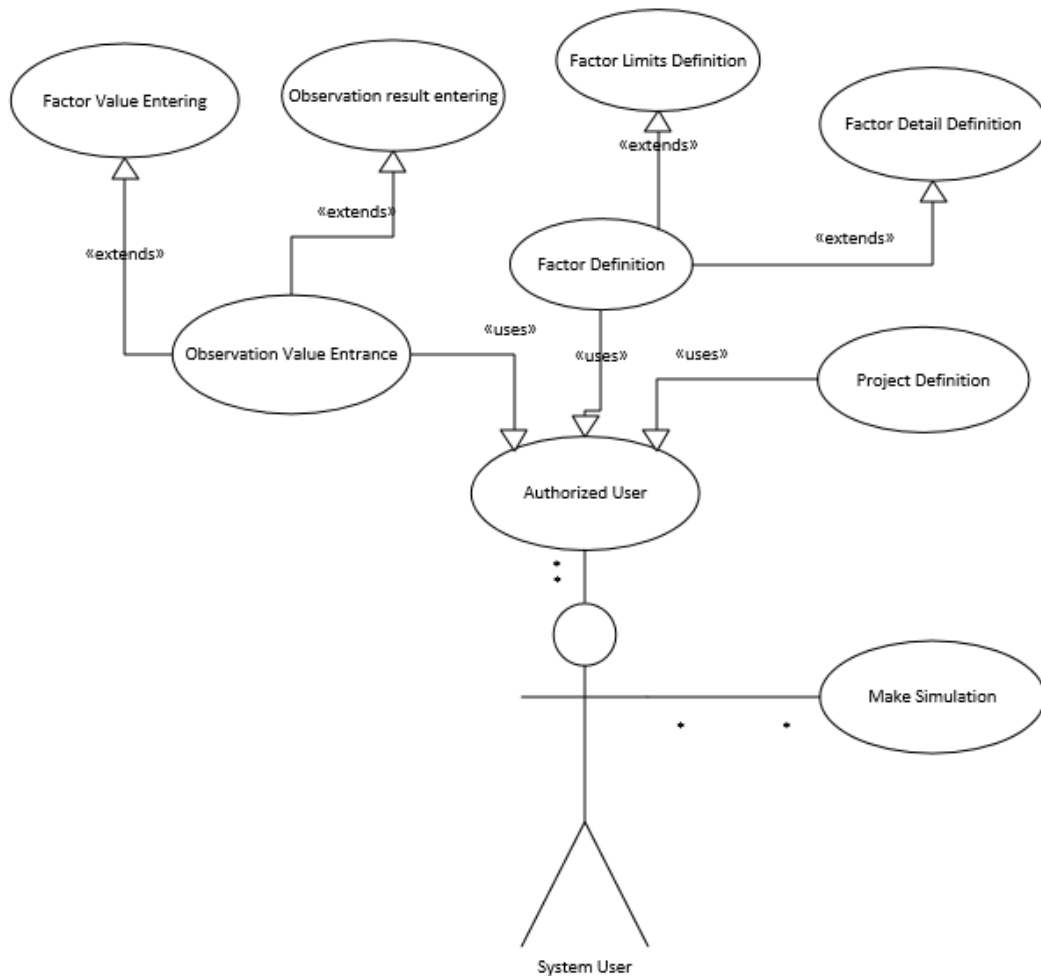 Factor Limits Definition
Factor Value Entering
Observation result entering
Factor Detail Definition
«extends»
«extends»
«extends»
«extends»
Factor Definition
«uses»
«uses»
«uses»
Observation Value Entrance
Project Definition
Authorized User
*
*
Make Simulation
* *
System User